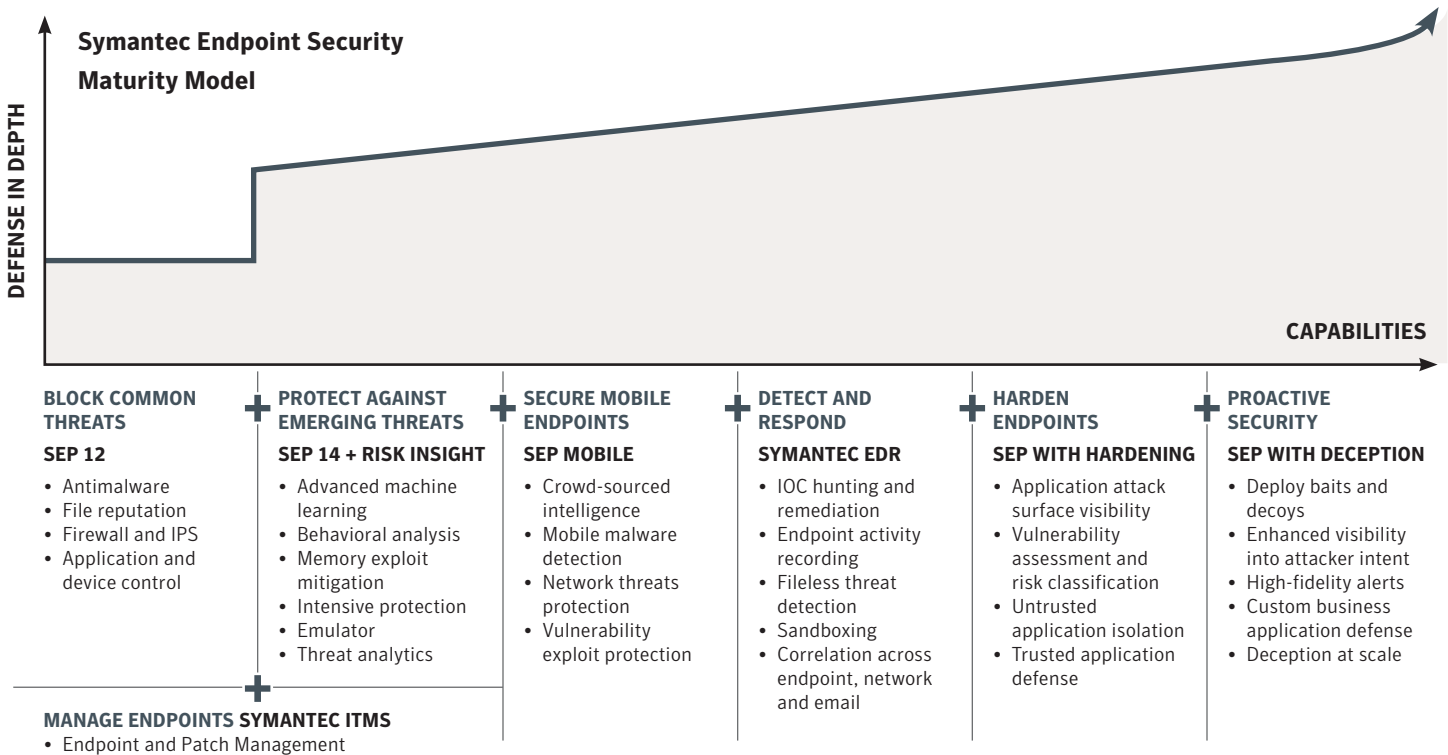 Symantec Endpoint Security
Maturity Model
DEFENSE IN DEPTH
CAPABILITIES
BLOCK COMMON
THREATS
SEP 12
• Antimalware
• File reputation
• Firewall and IPS
• Application and
device control
+
PROTECT AGAINST
EMERGING THREATS
SEP 14 + RISK INSIGHT
• Advanced machine
learning
• Behavioral analysis
• Memory exploit
mitigation
• Intensive protection
• Emulator
• Threat analytics
+
SECURE MOBILE
ENDPOINTS
SEP MOBILE
• Crowd-sourced
intelligence
• Mobile malware
detection
• Network threats
protection
• Vulnerability
exploit protection
+
DETECT AND
RESPOND
SYMANTEC EDR
• IOC hunting and
remediation
• Endpoint activity
recording
• Fileless threat
detection
• Sandboxing
• Correlation across
endpoint, network
and email
+
HARDEN
ENDPOINTS
SEP WITH HARDENING
• Application attack
surface visibility
• Vulnerability
assessment and
risk classification
• Untrusted
application isolation
• Trusted application
defense
+
PROACTIVE
SECURITY
SEP WITH DECEPTION
• Deploy baits and
decoys
• Enhanced visibility
into attacker intent
• High-fidelity alerts
• Custom business
application defense
• Deception at scale
+
MANAGE ENDPOINTS SYMANTEC ITMS
• Endpoint and Patch Management